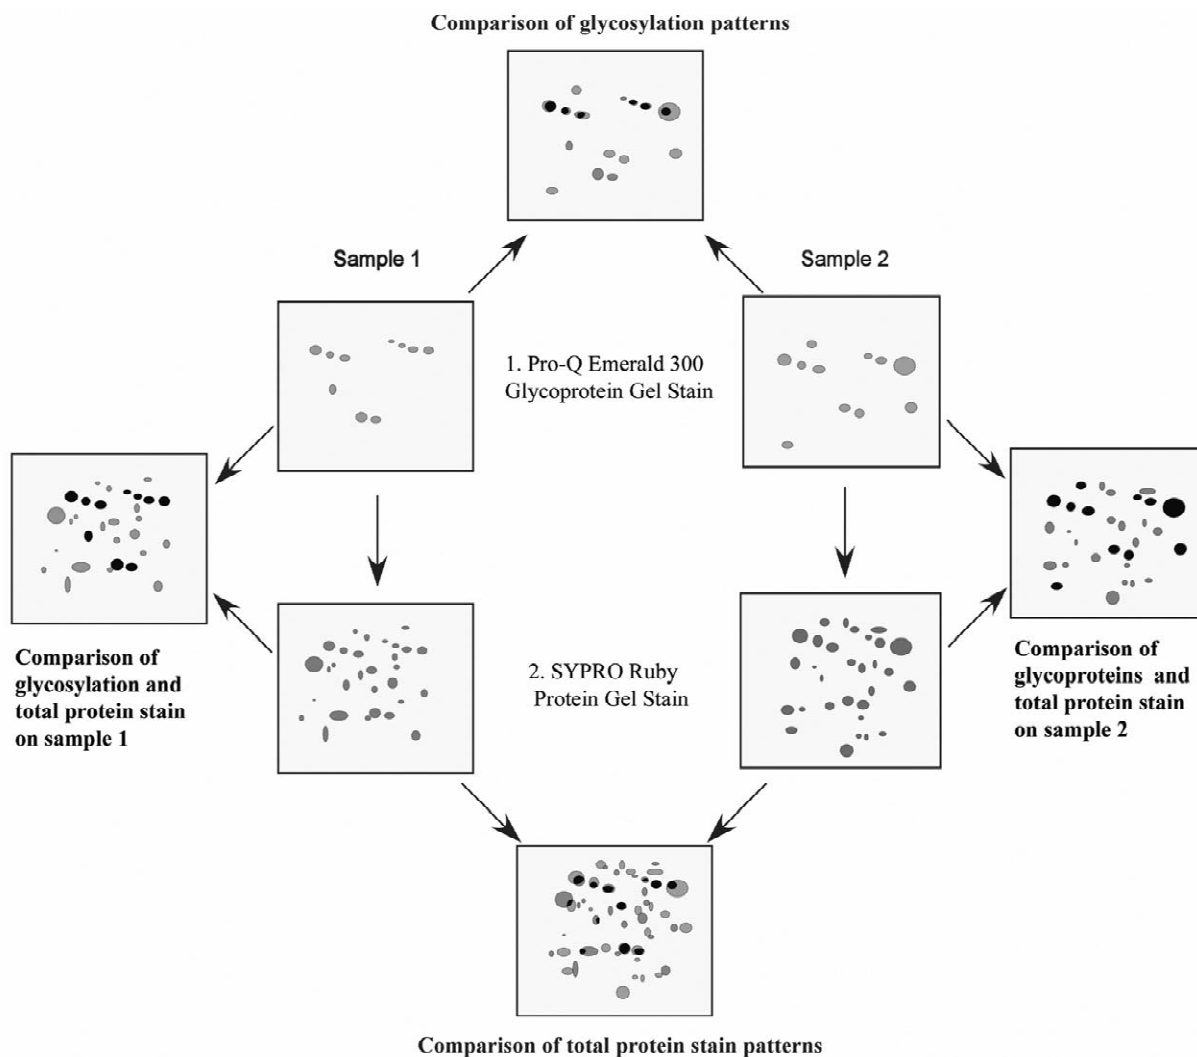 Comparison of glycosylation patterns
Sample 1
Sample 2
1. Pro-Q Emerald 300
Glycoprotein Gel Stain
Comparison of
glycosylation and
total protein stain
on sample 1
2. SYPRO Ruby
Protein Gel Stain
Comparison of
glycoproteins and
total protein stain
on sample 2
Comparison of total protein stain patterns